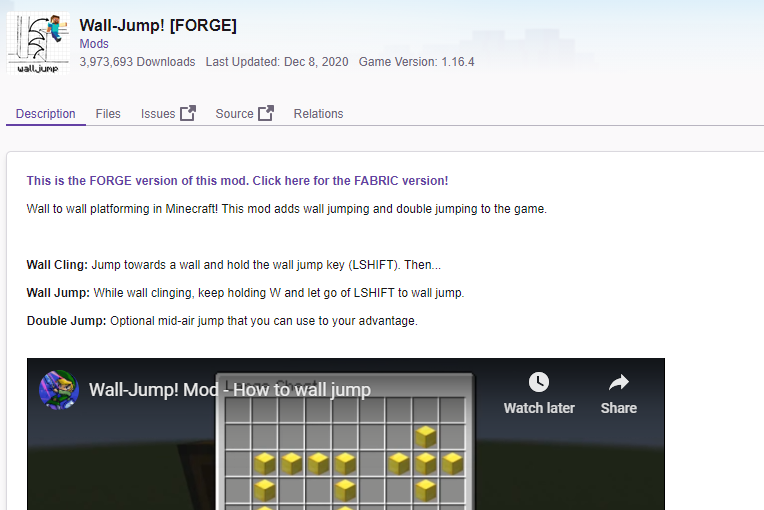 Wall-Jump! [FORGE]
Mods
3,973,693 Downloads Last Updated: Dec 8, 2020 Game Version: 1.16.4
wall jump
Description Files Issues Source Relations
This is the FORGE version of this mod. Click here for the FABRIC version!
Wall to wall platforming in Minecraft! This mod adds wall jumping and double jumping to the game.
Wall Cling: Jump towards a wall and hold the wall jump key (LSHIFT). Then...
Wall Jump: While wall clinging, keep holding W and let go of LSHIFT to wall jump.
Double Jump: Optional mid-air jump that you can use to your advantage.
Wall-Jump! Mod - How to wall jump
Watch later Share